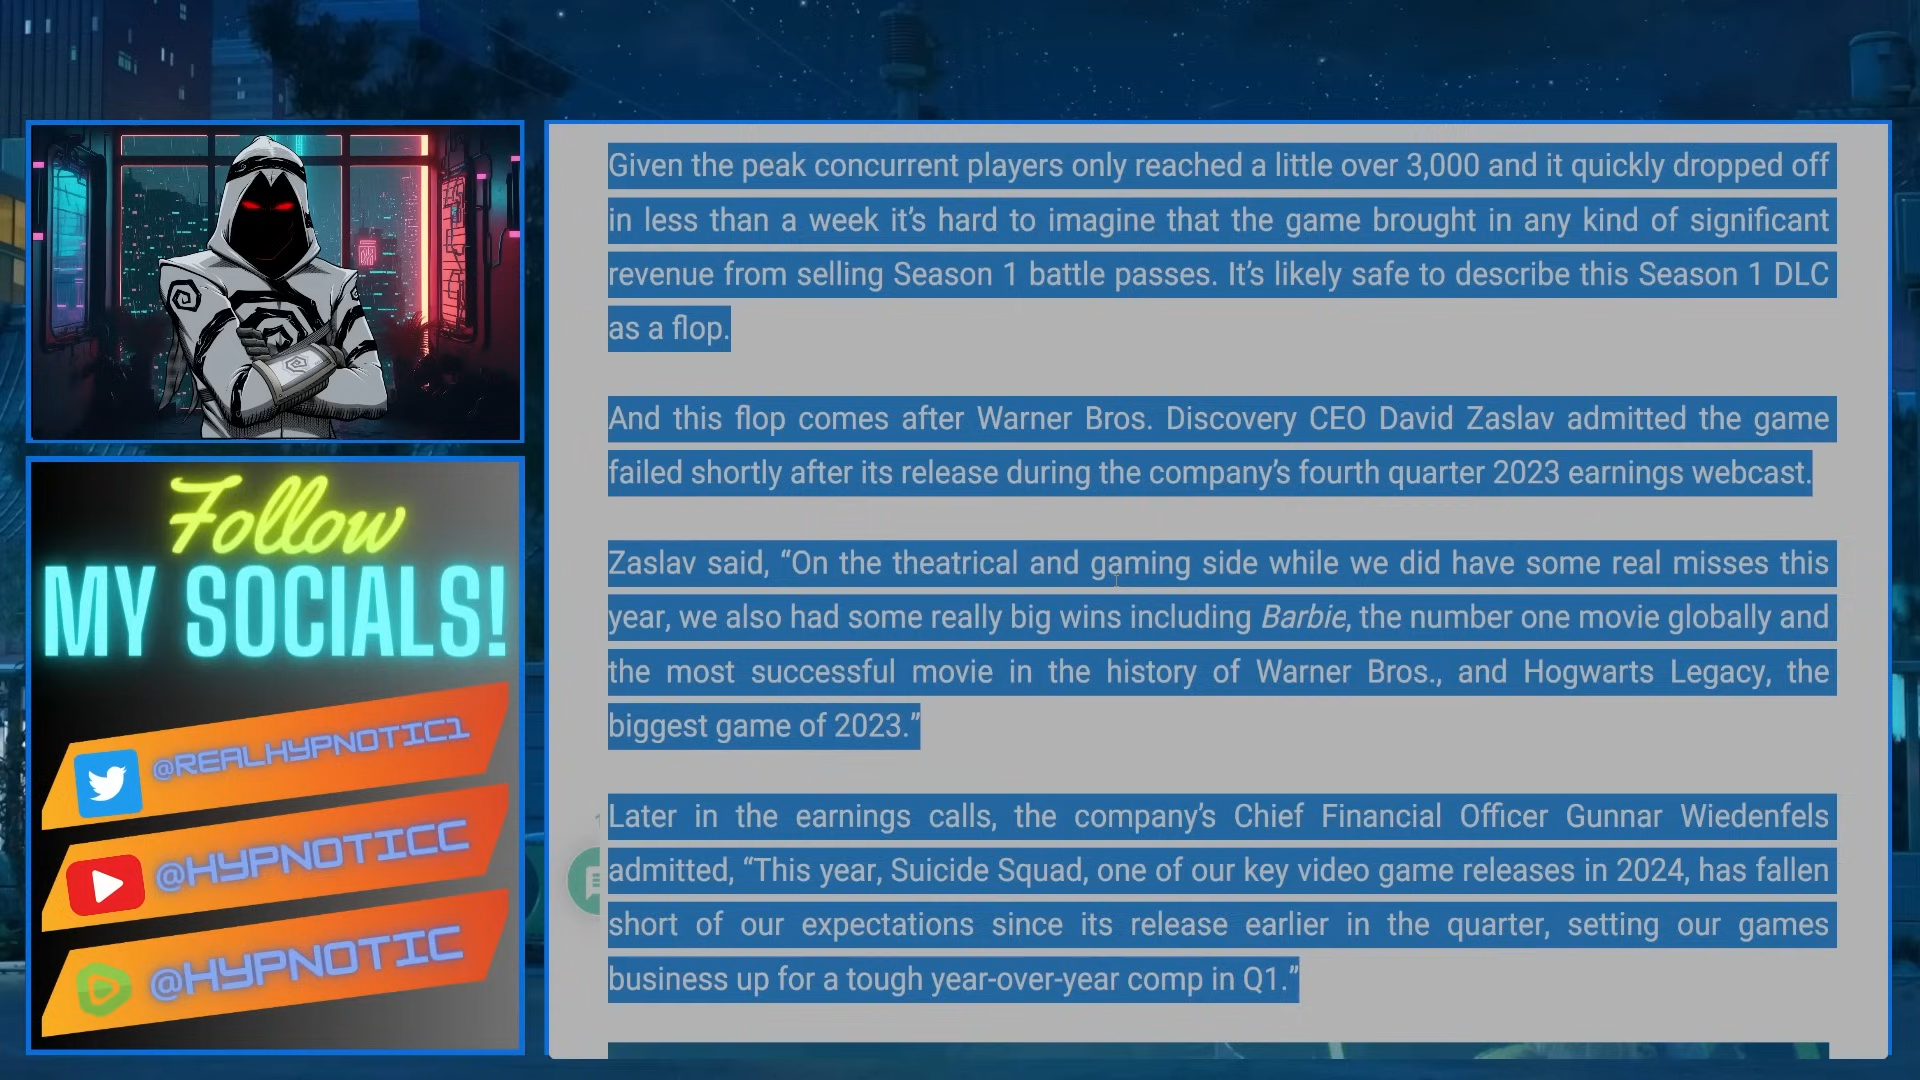 Given the peak concurrent players only reached a little over 3,000 and it quickly dropped off
in less than a week it’s hard to imagine that the game brought in any kind of significant
revenue from selling Season 1 battle passes. It’s likely safe to describe this Season 1 DLC
as a flop.
And this flop comes after Warner Bros. Discovery CEO David Zaslav admitted the game
failed shortly after its release during the company’s fourth quarter 2023 earnings webcast.
Zaslav said, “On the theatrical and gaming side while we did have some real misses this
year, we also had some really big wins including Barbie, the number one movie globally and
the most successful movie in the history of Warner Bros., and Hogwarts Legacy, the
biggest game of 2023.”
Later in the earnings calls, the company’s Chief Financial Officer Gunnar Wiedenfels
admitted, “This year, Suicide Squad, one of our key video game releases in 2024, has fallen
short of our expectations since its release earlier in the quarter, setting our games
business up for a tough year-over-year comp in Q1.”
Follow
MY SOCIALS!
@REALHYPNOTIC1
@HYPNOTICC
@HYPNOTIC